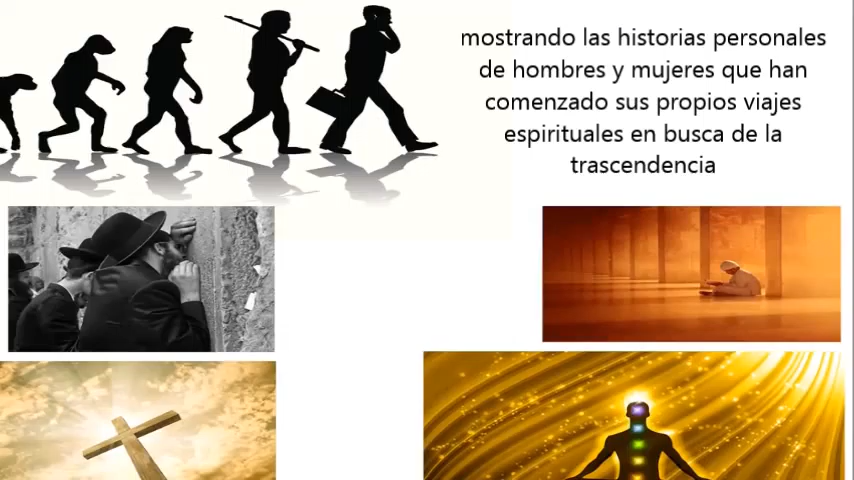 mostrando las historias personales
de hombres y mujeres que han
comenzado sus propios viajes
espirituales en busca de la
trascendencia